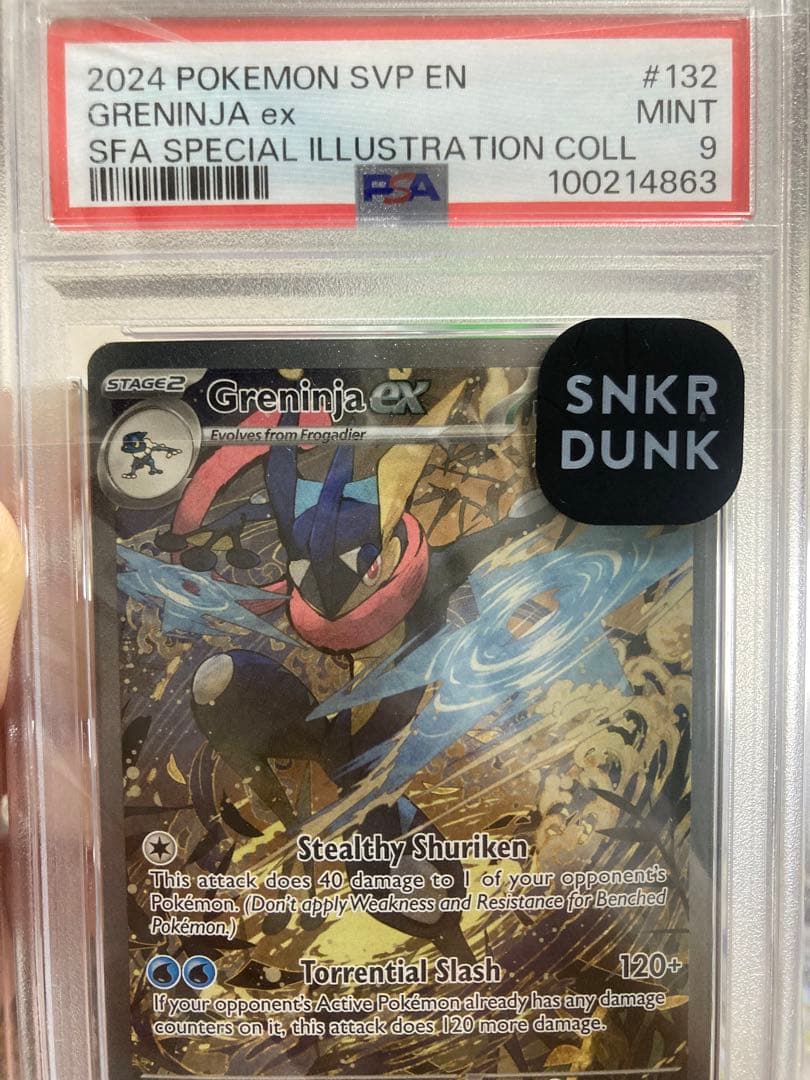 2024 POKEMON SVP EN #132
GRENINJA ex MINT
SFA SPECIAL ILLUSTRATION COLL 9
PSA 100214863
STAGE2 Greninja ex
Evolves from Frogadier
SNKR
DUNK
Stealthy Shuriken
This attack does 40 damage to 1 of your opponent's
Pokémon. (Don't apply Weakness and Resistance for Benched
Pokémon.)
Torrential Slash 120+
If your opponent's Active Pokémon already has any damage
counters on it, this attack does 120 more damage.